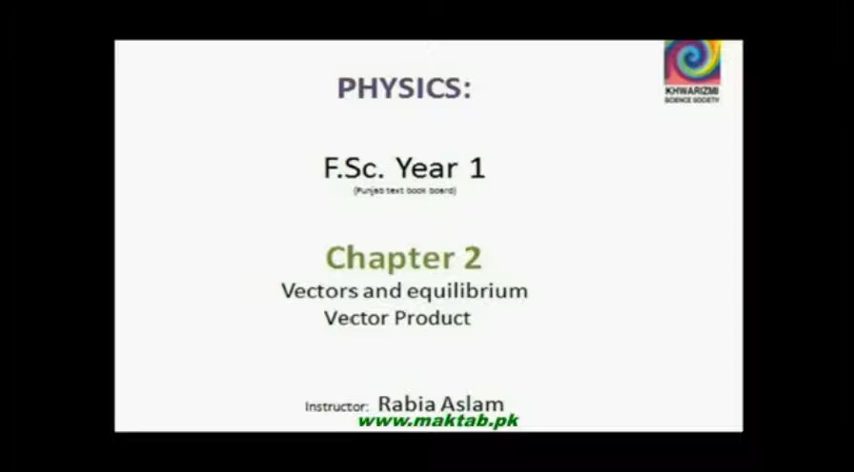 PHYSICS:
KHWARIZMI
SCIENCE SOCIETY
F.Sc. Year 1
(Punjab text book board)
Chapter 2
Vectors and equilibrium
Vector Product
Instructor: Rabia Aslam
www.maktab.pk